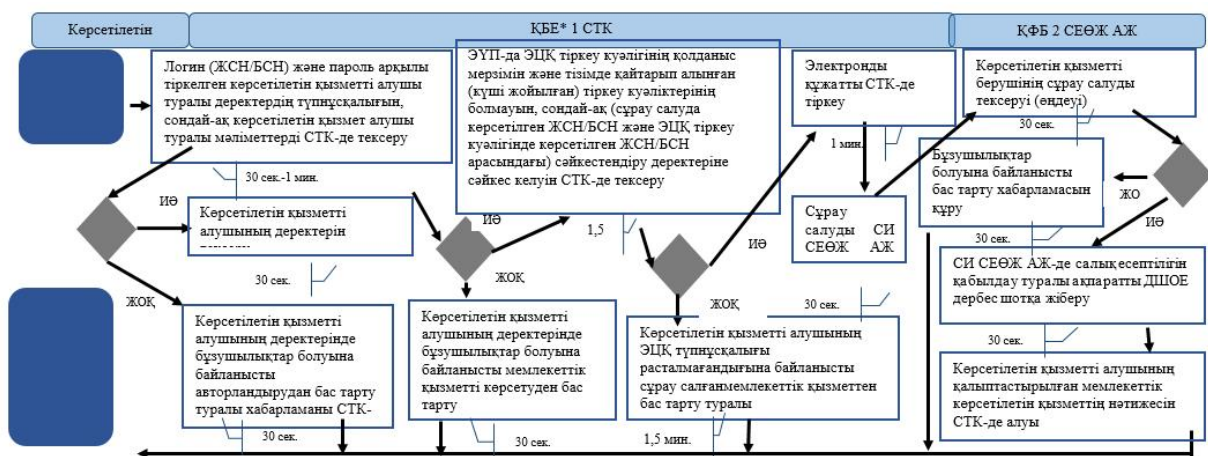 Көрсетілетін
ҚБЕ* 1 СТК
ҚФБ 2 СЕӨЖ АЖ
Логин (ЖСН/БСН) және пароль арқылы
тіркелген көрсетілетін қызметті алушы
туралы деректердің түпнұсқалығын,
сондай-ақ көрсетілетін қызмет алушы
туралы мәліметтерді СТК-де тексеру
30 сек.-1 мин.
ИӘ
Көрсетілетін қызметті
алушының деректерін
30 сек.
ЖОҚ
Көрсетілетін қызметті
алушының деректерінде
бұзушылықтар болуына
байланысты
авторландырудан бас тарту
туралы хабарламаны СТК-
30 сек.
ЭҮП-да ЭЦҚ тіркеу куәлігінің қолданыс
мерзімін және тізімде қайтарып алынған
(күші жойылған) тіркеу куәліктерінің
болмауын, сондай-ақ (сұрау салуда
көрсетілген ЖСН/БСН және ЭЦҚ тіркеу
куәлігінде көрсетілген ЖСН/БСН
арасындағы) сәйкестендіру деректеріне
сәйкес келуін СТК-де тексеру
ИӘ
1,5
ЖОҚ
Көрсетілетін қызметті
алушының деректерінде
бұзушылықтар болуына
байланысты мемлекеттік
қызметті көрсетуден бас
тарту
30 сек.
ИӘ
ЖОҚ
Көрсетілетін қызметті алушының
ЭЦҚ түпнұсқалығы
расталмағандығына байланысты
сұрау салғанмемлекеттік қызметтен
бас тарту туралы
1,5 мин.
Электронды
құжатты СТК-де
тіркеу
1 мин.
Сұрау
салуды СИ
СЕӨЖ АЖ
30 сек.
Көрсетілетін қызметті
берушінің сұрау салуды
тексеруі (өңдеуі)
30 сек.
ЖО
Бұзушылықтар
болуына байланысты
бас тарту хабарламасын
құру
30 сек.
ИӘ
СИ СЕӨЖ АЖ-де салық есептілігін
қабылдау туралы ақпаратты ДШОЕ
дербес шотқа жіберу
30 сек.
Көрсетілетін қызметті алушының
қалыптастырылған мемлекеттік
көрсетілетін қызметтің нәтижесін
СТК-де алуы